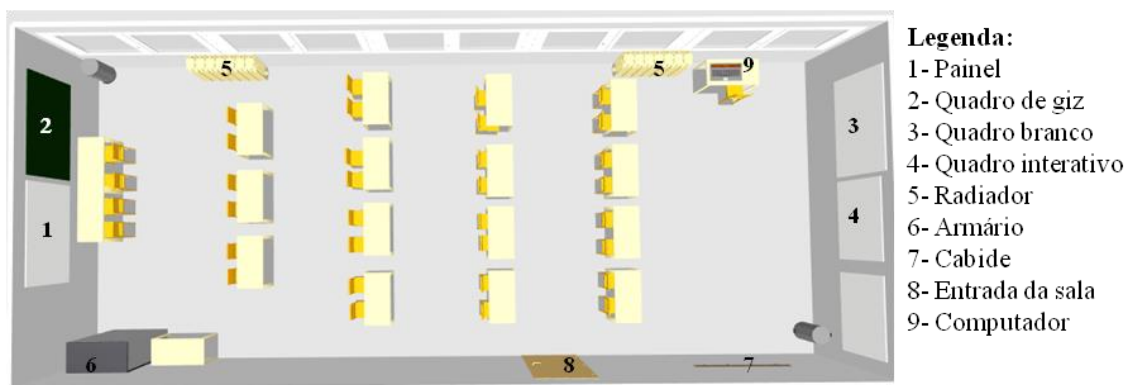 5
5
9
2
3
1
4
6
8
7
Legenda:
1- Painel
2- Quadro de giz
3- Quadro branco
4- Quadro interativo
5- Radiador
6- Armário
7- Cabide
8- Entrada da sala
9- Computador